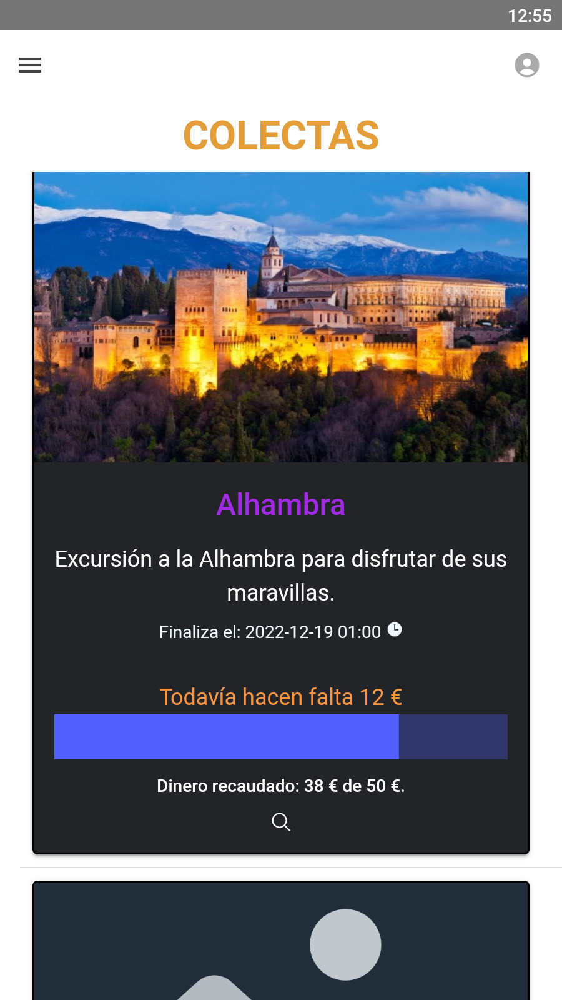 12:55
COLECTAS
Alhambra
Excursión a la Alhambra para disfrutar de sus
maravillas.
Finaliza el: 2022-12-19 01:00
Todavía hacen falta 12 €
Dinero recaudado: 38 € de 50 €.